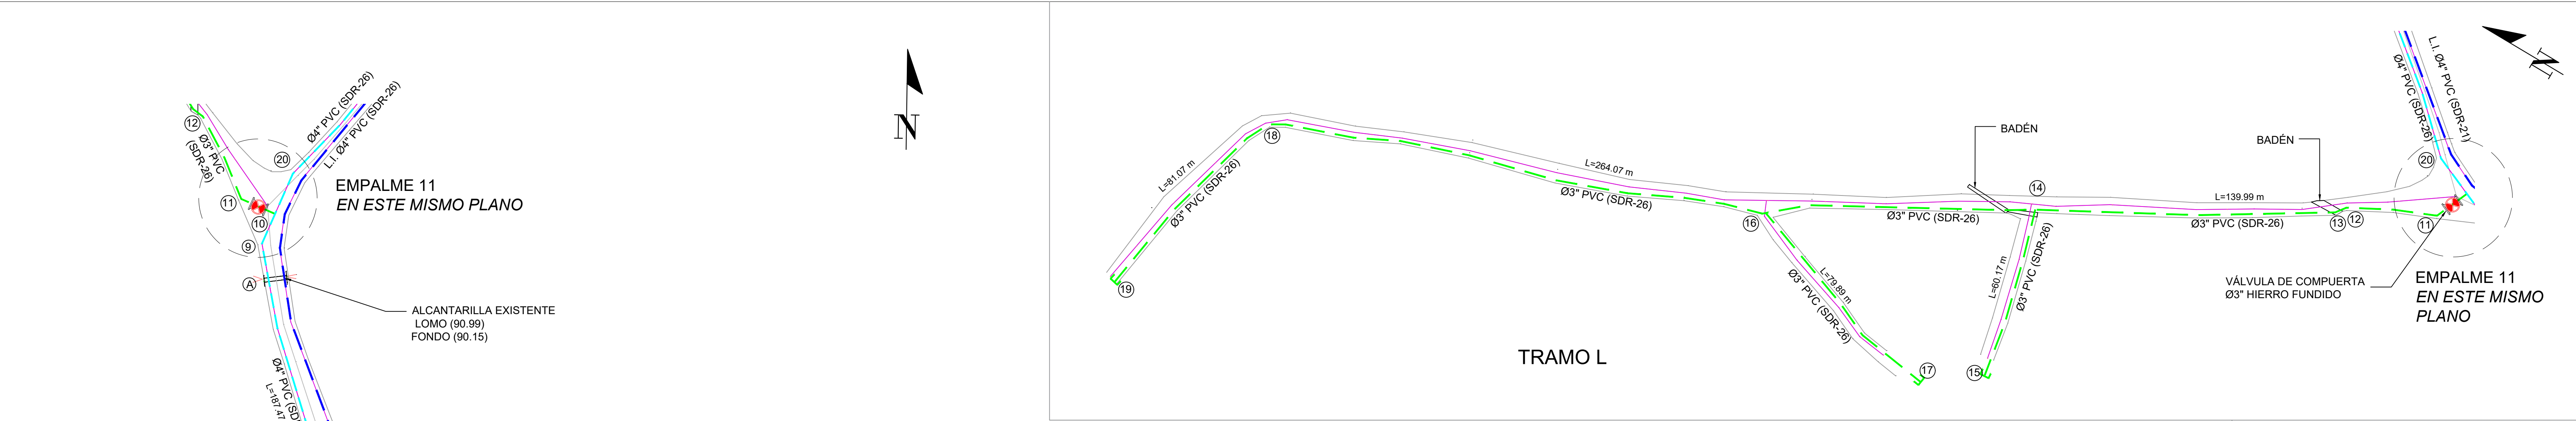 Ø4" PVC (SDR-26)
L.I. Ø4" PVC (SDR-26)
12
Ø3" PVC
(SDR-26)
20
EMPALME 11
EN ESTE MISMO PLANO
11
10
9
A
ALCANTARILLA EXISTENTE
LOMO (90.99)
FONDO (90.15)
Ø4" PVC (SD
L=187.47
N
18
L=81.07 m
Ø3" PVC (SDR-26)
19
L=264.07 m
Ø3" PVC (SDR-26)
16
BADÉN
14
Ø3" PVC (SDR-26)
L=79.89 m
Ø3" PVC (SDR-26)
17
L=60.17 m
Ø3" PVC (SDR-26)
15
TRAMO L
BADÉN
L=139.99 m
Ø3" PVC (SDR-26)
13
12
11
20
Ø4" PVC (SDR-26)
L.I. Ø4" PVC (SDR-21)
N
VÁLVULA DE COMPUERTA
Ø3" HIERRO FUNDIDO
EMPALME 11
EN ESTE MISMO
PLANO